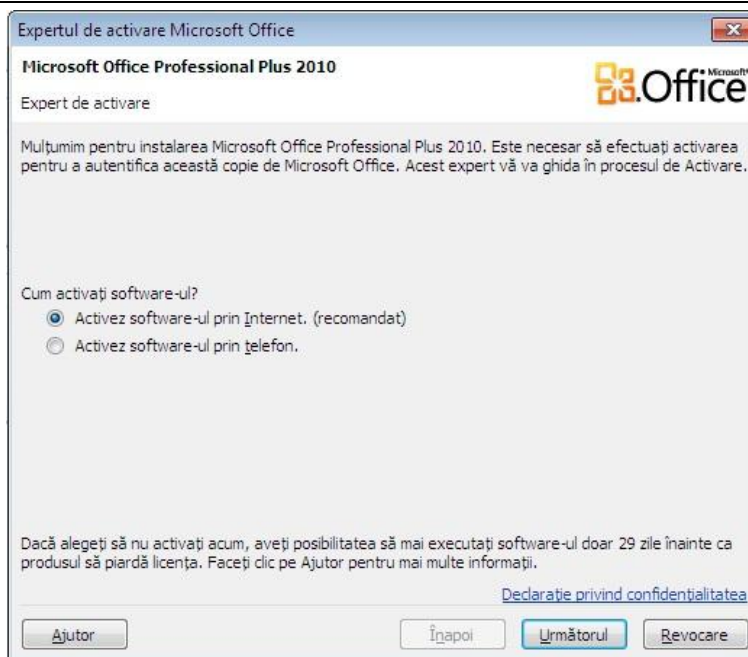 Expertul de activare Microsoft Office
Microsoft Office Professional Plus 2010
Microsoft®
Office
Expert de activare
Mulțumim pentru instalarea Microsoft Office Professional Plus 2010. Este necesar să efectuați activarea
pentru a autentifica această copie de Microsoft Office. Acest expert vă va ghida în procesul de Activare.
Cum activați software-ul?
Activez software-ul prin Internet. (recomandat)
Activez software-ul prin telefon.
Dacă alegeți să nu activați acum, aveți posibilitatea să mai executați software-ul doar 29 zile înainte ca
produsul să piardă licența. Faceți clic pe Ajutor pentru mai multe informații.
Declarație privind confidențialitatea
Ajutor Înapoi Următorul Revocare